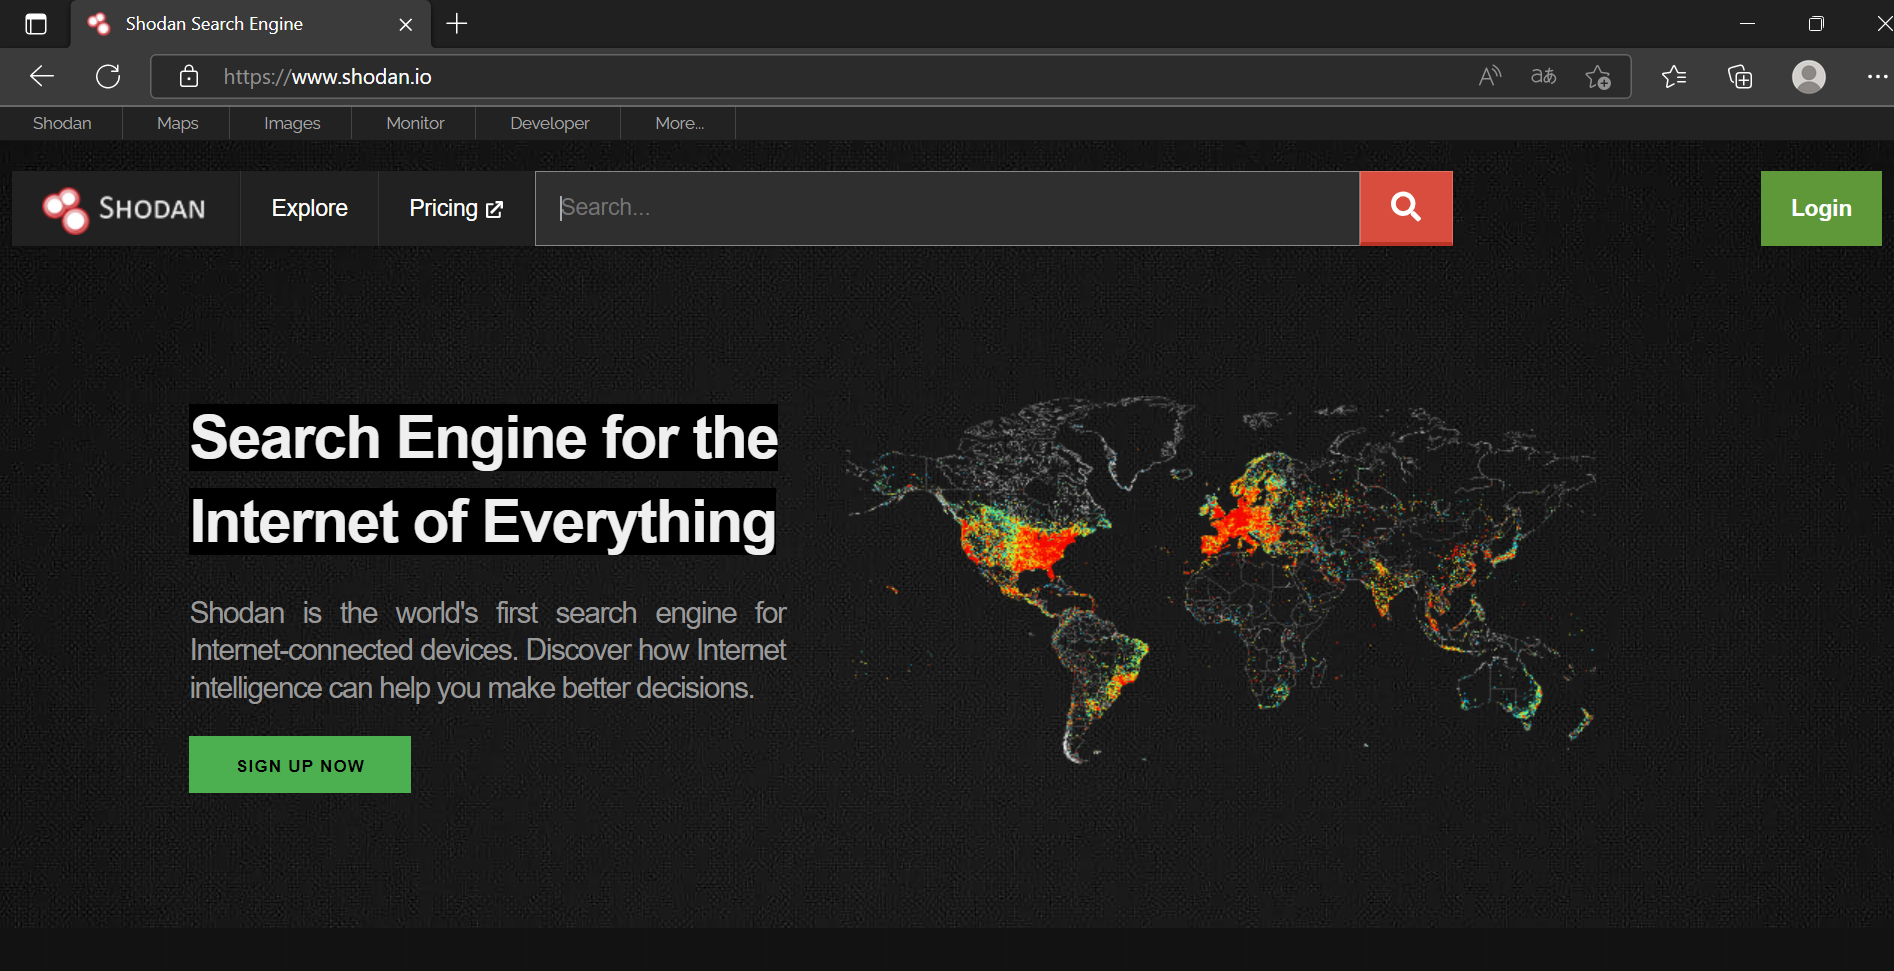 Shodan Search Engine
https://www.shodan.io
Shodan Maps Images Monitor Developer More...
SHODAN Explore Pricing Search... Login
Search Engine for the
Internet of Everything
Shodan is the world's first search engine for
Internet-connected devices. Discover how Internet
intelligence can help you make better decisions.
SIGN UP NOW